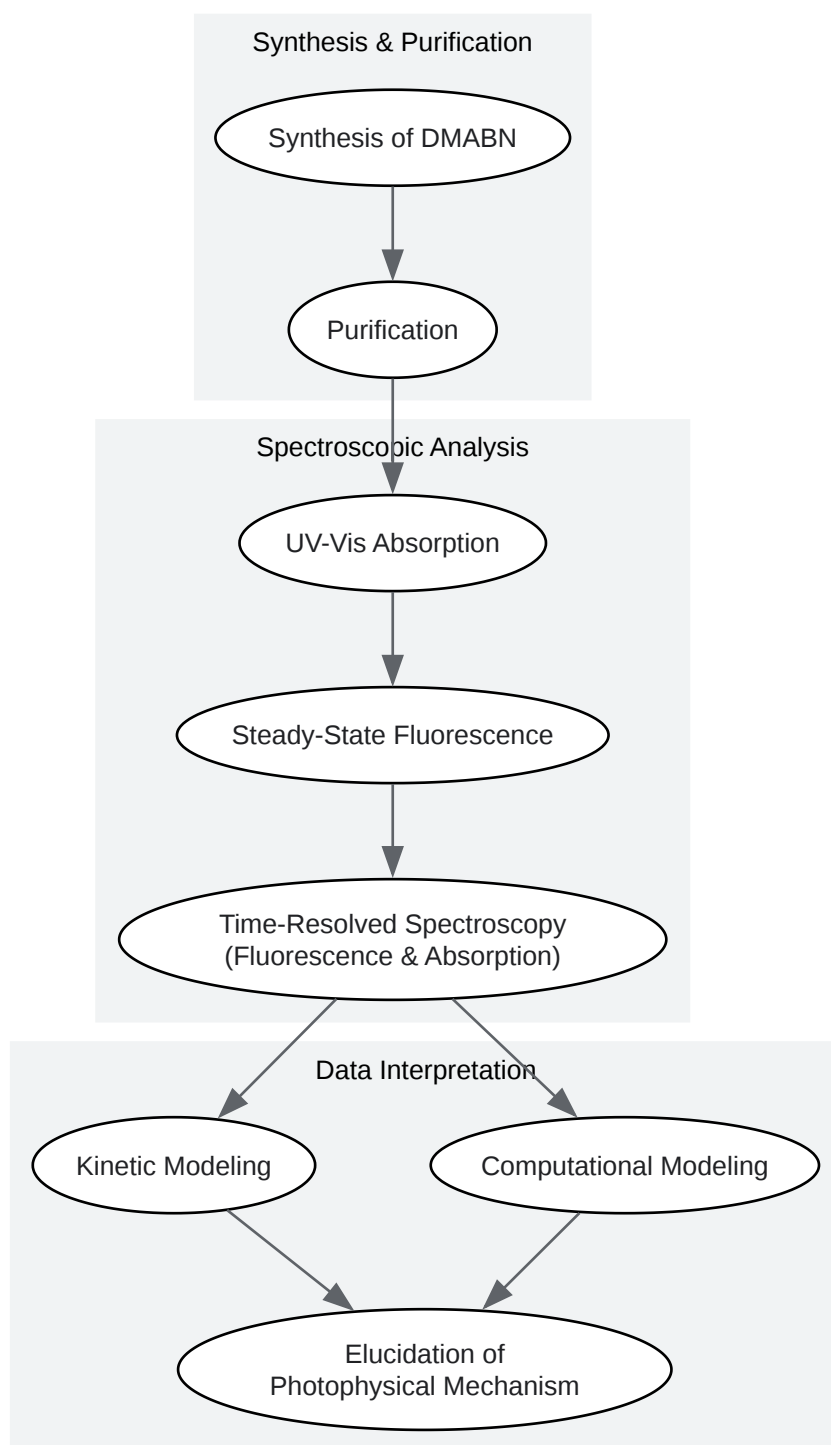 Synthesis & Purification
Synthesis of DMABN
Purification
Spectroscopic Analysis
UV-Vis Absorption
Steady-State Fluorescence
Time-Resolved Spectroscopy
(Fluorescence & Absorption)
Data Interpretation
Kinetic Modeling
Computational Modeling
Elucidation of
Photophysical Mechanism